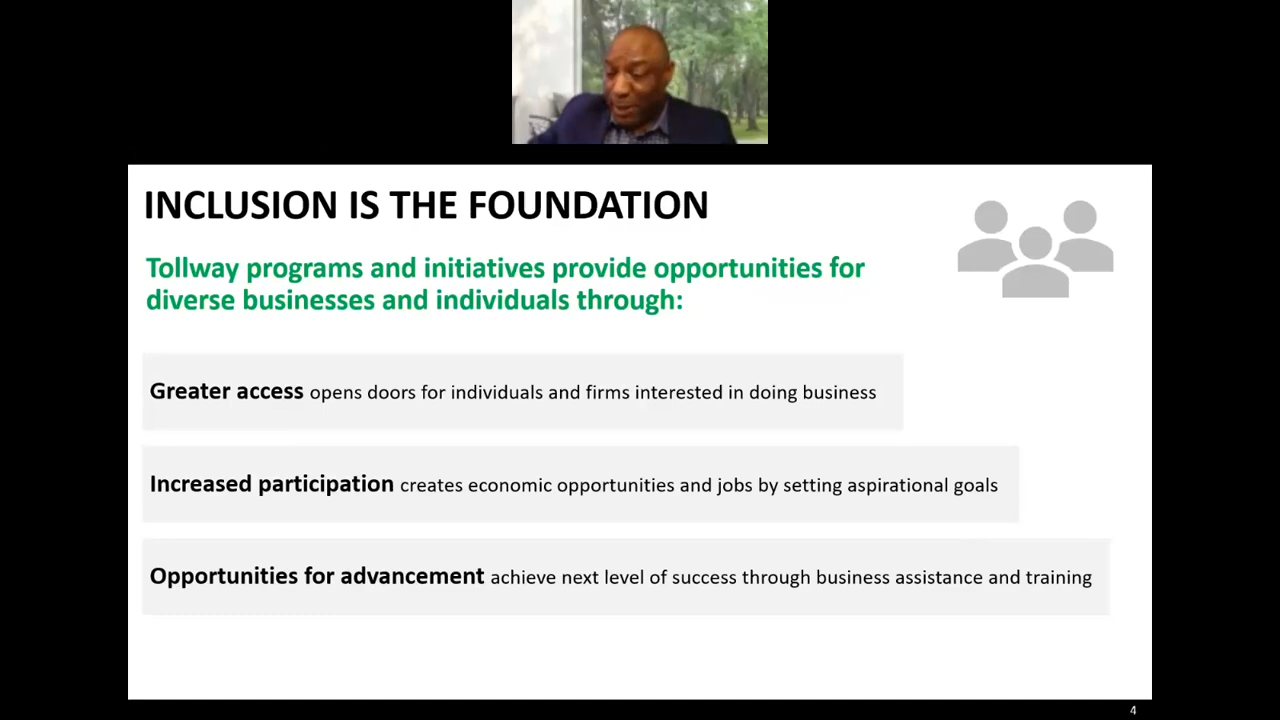 INCLUSION IS THE FOUNDATION
Tollway programs and initiatives provide opportunities for
diverse businesses and individuals through:
Greater access opens doors for individuals and firms interested in doing business
Increased participation creates economic opportunities and jobs by setting aspirational goals
Opportunities for advancement achieve next level of success through business assistance and training
4